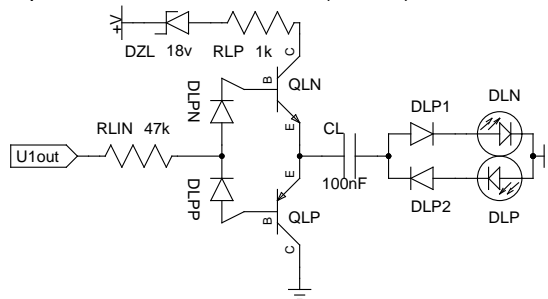 +V
DZL 18v RLP 1k
C
B
QLN
E
DLPN
RLIN 47k
U1out
DLPP
CL
100nF
E
B
QLP
C
DLP1
DLN
DLP2
DLP